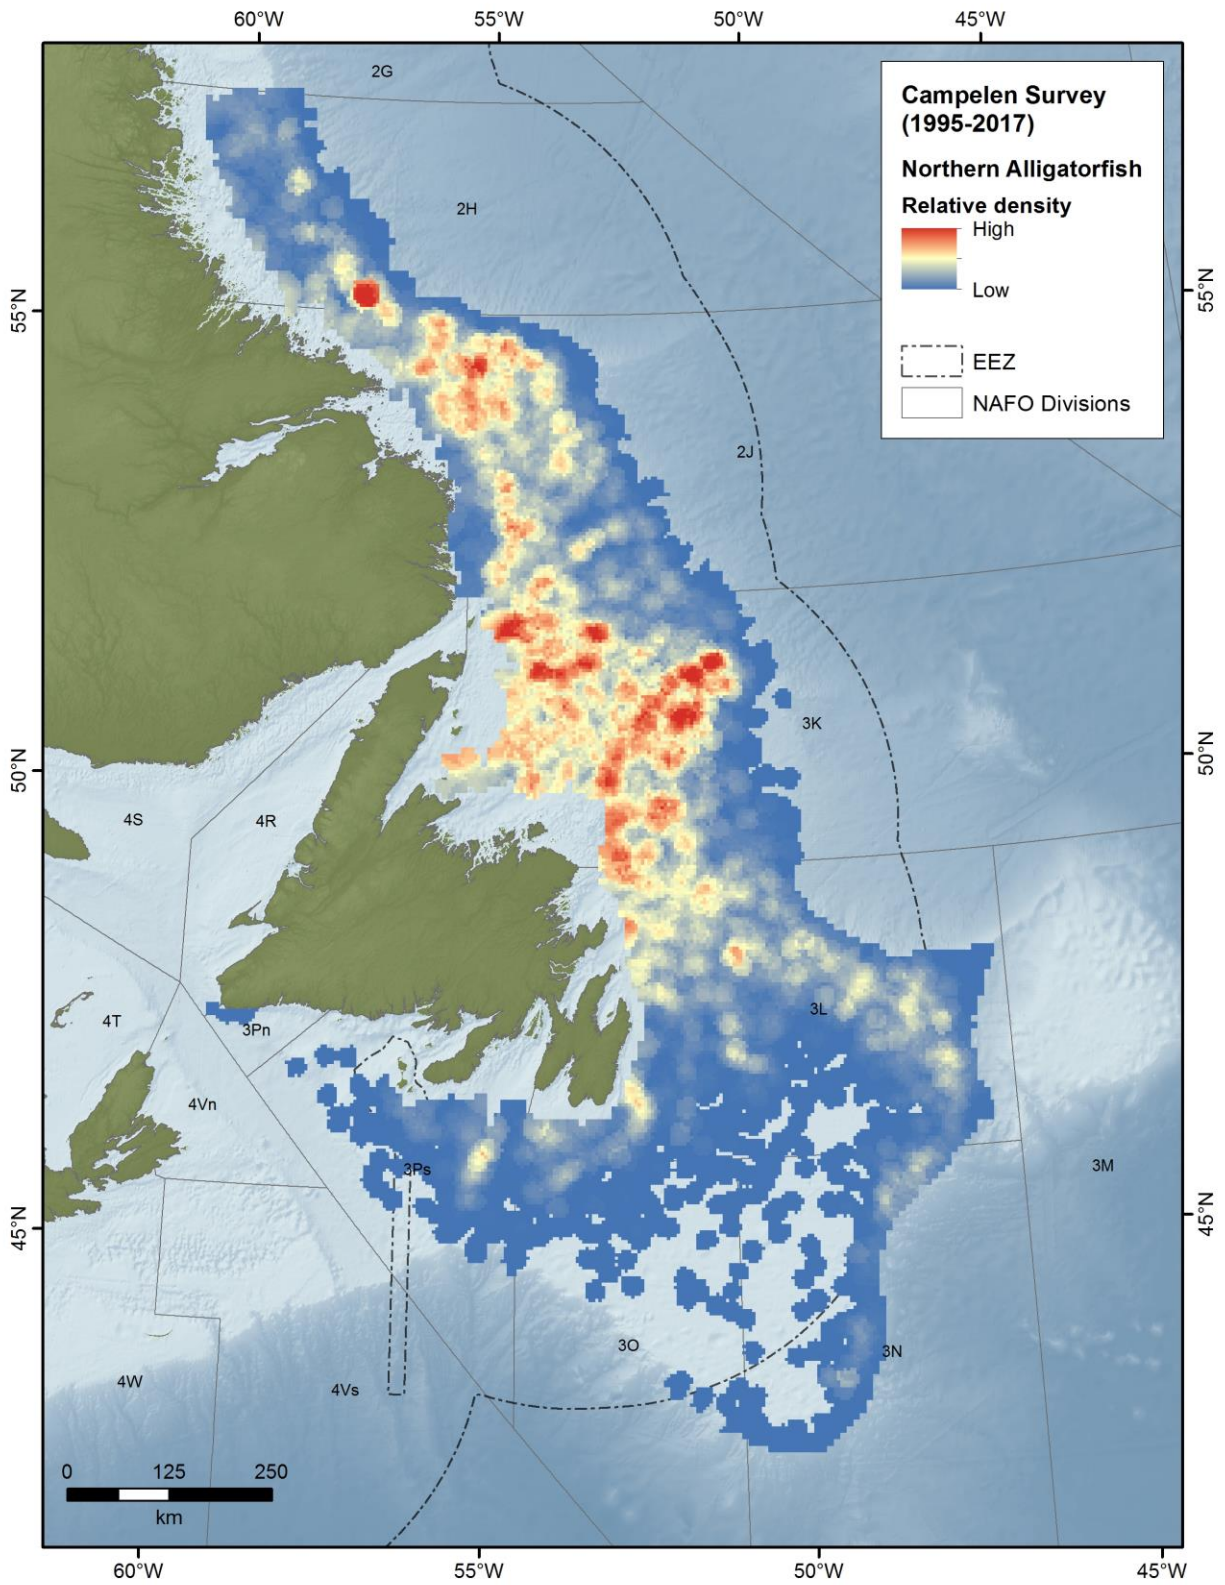 60°W 55°W 50°W 45°W
Campelen Survey
(1995-2017)
Northern Alligatorfish
Relative density
High
Low
EEZ
NAFO Divisions
2G
2H
55°N
55°N
2J
3K
50°N
50°N
4S
4R
3L
4T
3Pn
4Vn
3Ps
3M
45°N
45°N
3O
3N
4W
4Vs
0 125 250
km
60°W 55°W 50°W 45°W